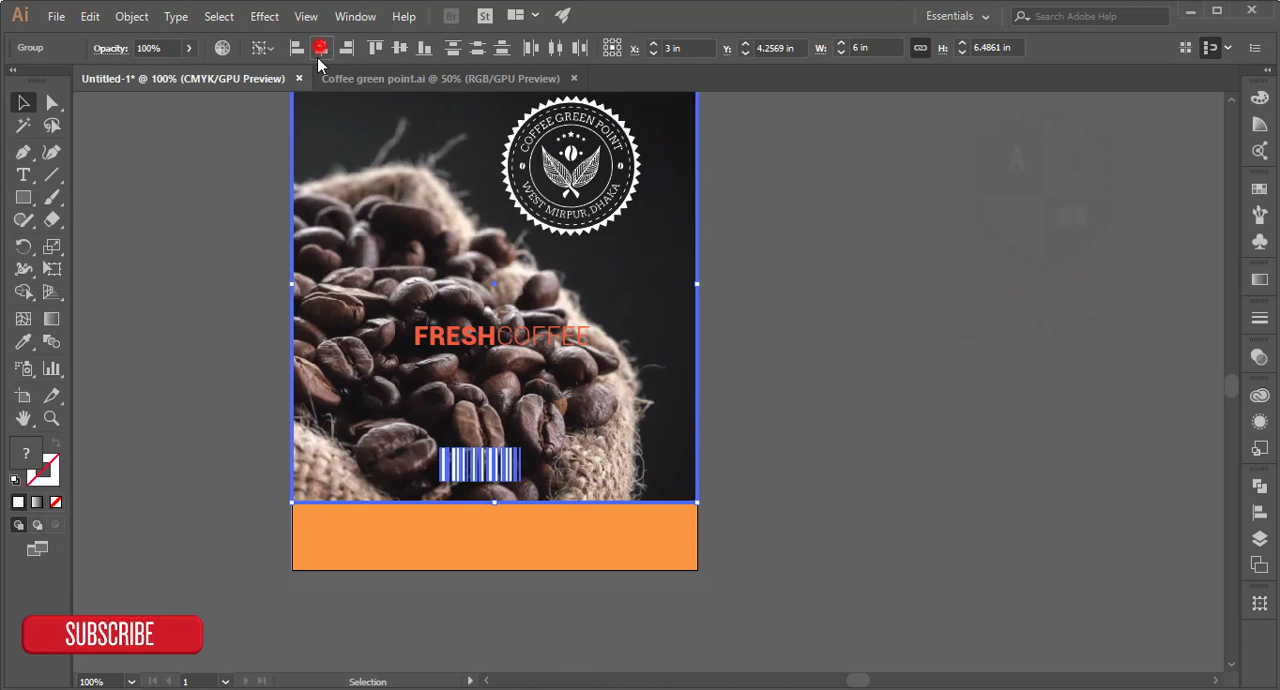 Ai File Edit Object Type Select Effect View Window Help Br St Essentials Search Adobe Help
Group Opacity: 100% X: 3 in Y: 4.2569 in W: 6 in H: 6.4861 in
Untitled-1* @ 100% (CMYK/GPU Preview) × Coffee green point.ai @ 50% (RGB/GPU Preview) ×
COFFEE GREEN POINT
WEST MIRPUR, DHAKA
FRESHCOFFEE
?
SUBSCRIBE
100% 1 Selection